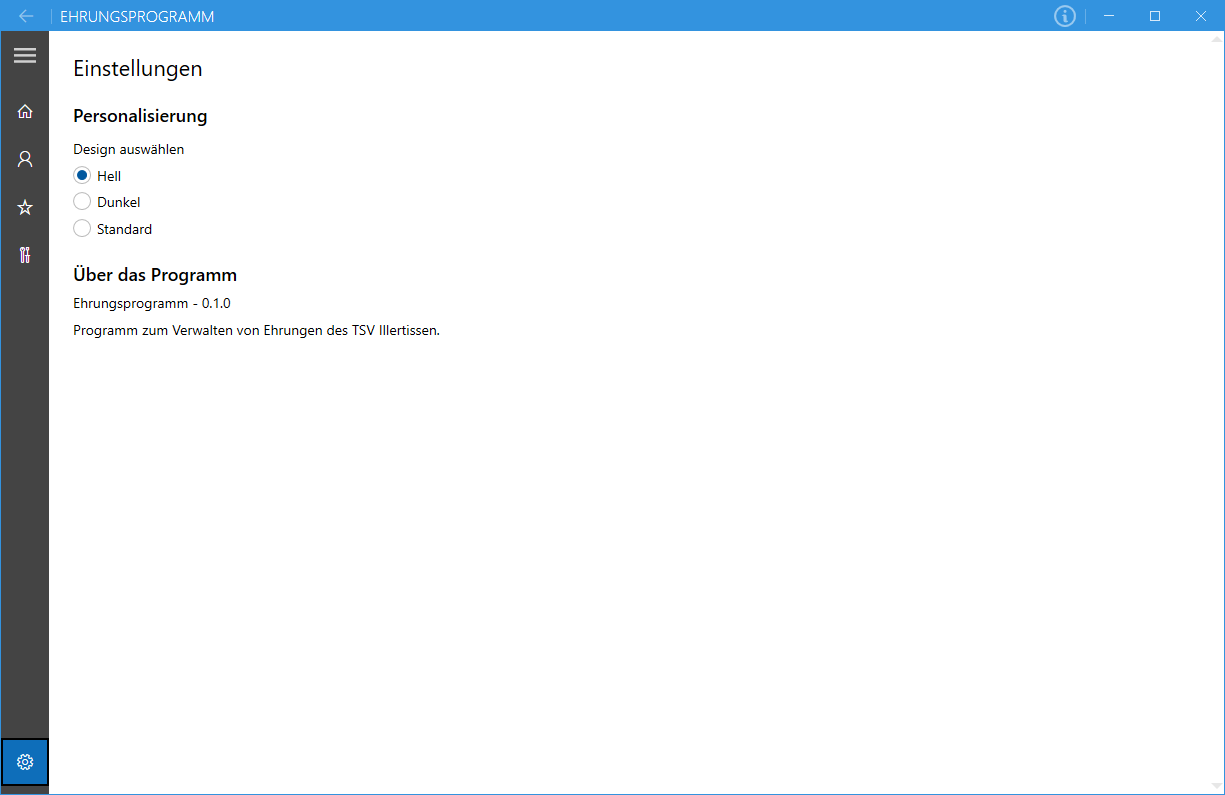 EHRUNGSPROGRAMM
Einstellungen
Personalisierung
Design auswählen
Hell
Dunkel
Standard
Über das Programm
Ehrungsprogramm - 0.1.0
Programm zum Verwalten von Ehrungen des TSV Illertissen.